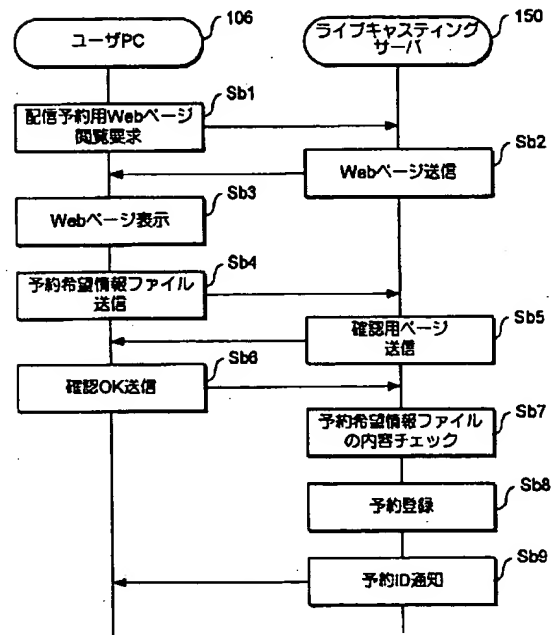 ユーザPC
106
ライブキャスティング
サーバ
150
配信予約用Webページ
閲覧要求
Sb1
Webページ送信
Sb2
Webページ表示
Sb3
予約希望情報ファイル
送信
Sb4
確認用ページ
送信
Sb5
確認OK送信
Sb6
予約希望情報ファイル
の内容チェック
Sb7
予約登録
Sb8
予約ID通知
Sb9